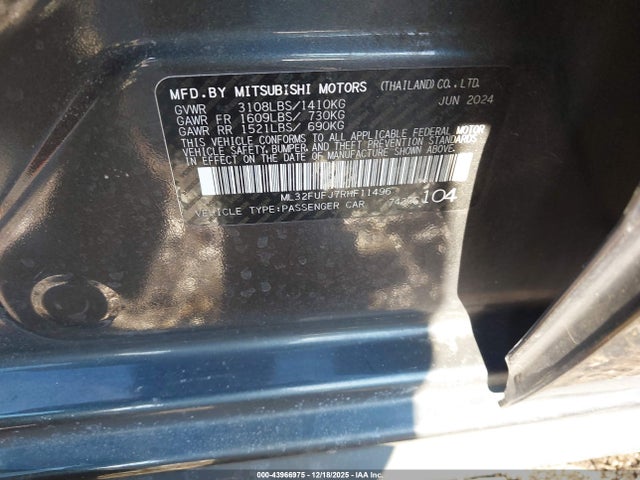 MFD.BY MITSUBISHI MOTORS (THAILAND) CO., LTD.
GVWR 3108LBS/1410KG JUN 2024
GAWR FR 1609LBS/ 730KG
GAWR RR 1521LBS/ 690KG
THIS VEHICLE CONFORMS TO ALL APPLICABLE FEDERAL MOTOR
VEHICLE SAFETY, BUMPER, AND THEFT PREVENTION STANDARDS
IN EFFECT ON THE DATE OF MANUFACTURE SHOWN ABOVE.
ML32FUFJ7RHF11496
VEHICLE TYPE:PASSENGER CAR 104
000-43966975 | 12/18/2025 | IAA Inc.